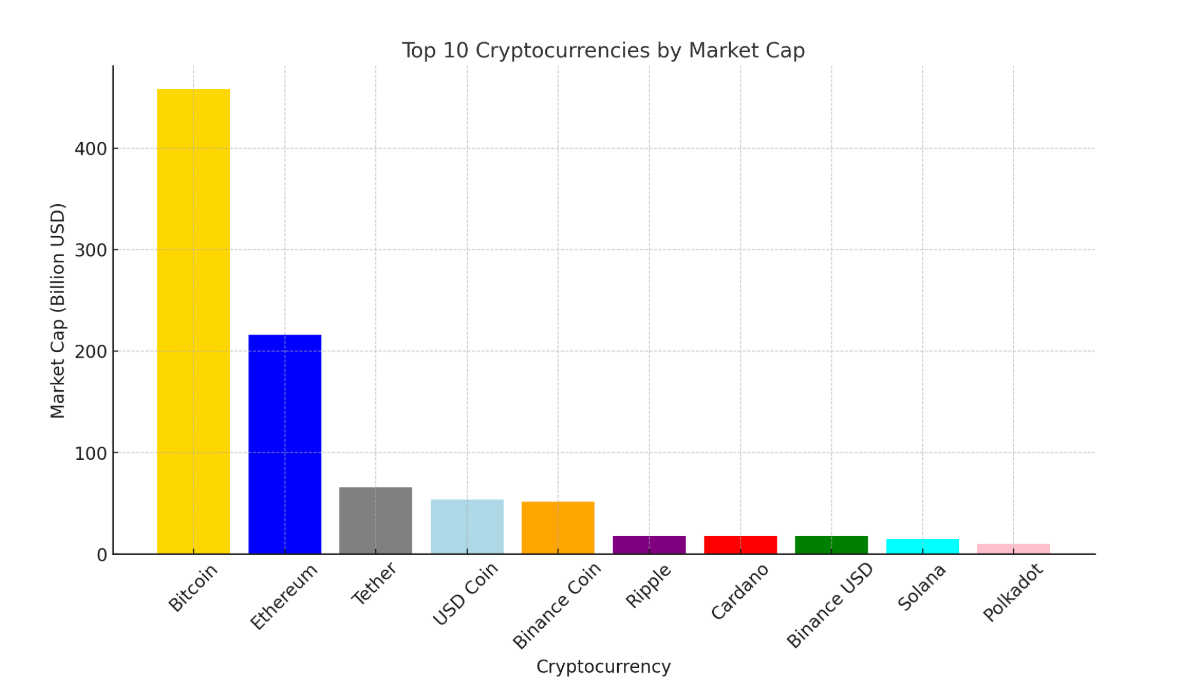 Top 10 Cryptocurrencies by Market Cap
Market Cap (Billion USD)
400
300
200
100
0
Bitcoin
Ethereum
Tether
USD Coin
Binance Coin
Ripple
Cardano
Binance USD
Solana
Polkadot
Cryptocurrency